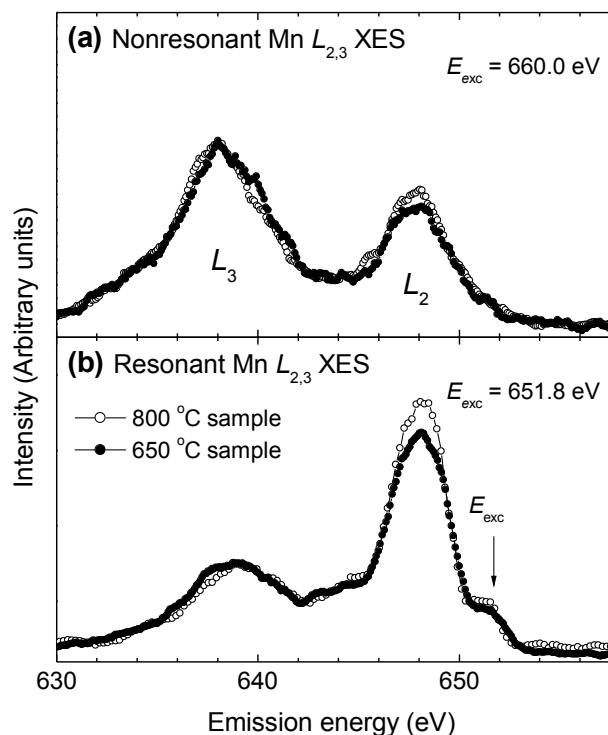 (a) Nonresonant Mn L2,3 XES
Eexc = 660.0 eV
L3
L2
(b) Resonant Mn L2,3 XES
Eexc = 651.8 eV
800 °C sample
650 °C sample
Eexc
630 640 650
Emission energy (eV)
Intensity (Arbitrary units)